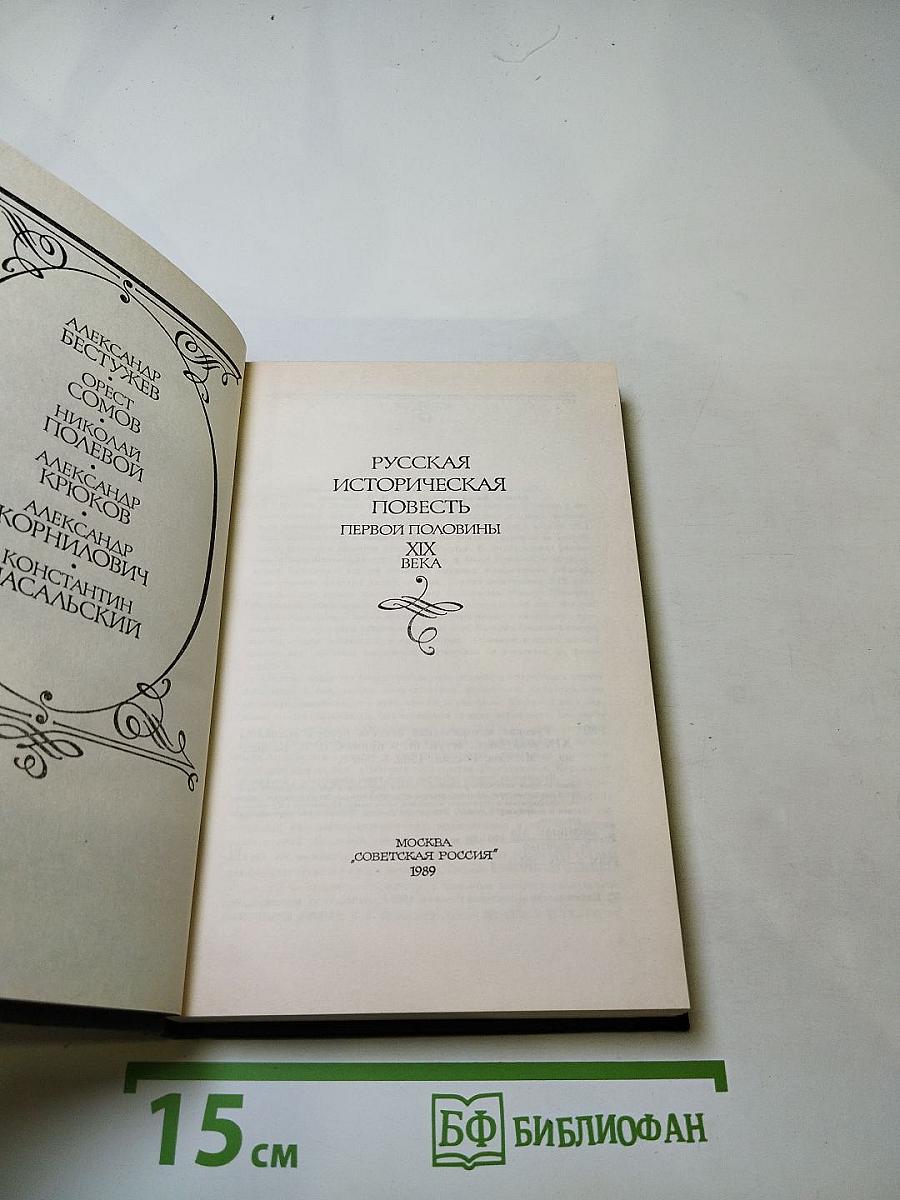 АЛЕКСАНДР
БЕСТУЖЕВ
•
ОРЕСТ
СОМОВ
•
НИКОЛАЙ
ПОЛЕВОЙ
•
АЛЕКСАНДР
КРЮКОВ
•
АЛЕКСАНДР
КОРНИЛОВИЧ
•
КОНСТАНТИН
МАСАЛЬСКИЙ
РУССКАЯ
ИСТОРИЧЕСКАЯ
ПОВЕСТЬ
ПЕРВОЙ ПОЛОВИНЫ
XIX
ВЕКА
МОСКВА
„СОВЕТСКАЯ РОССИЯ"
1989
15 см
БФ БИБЛИОФАН